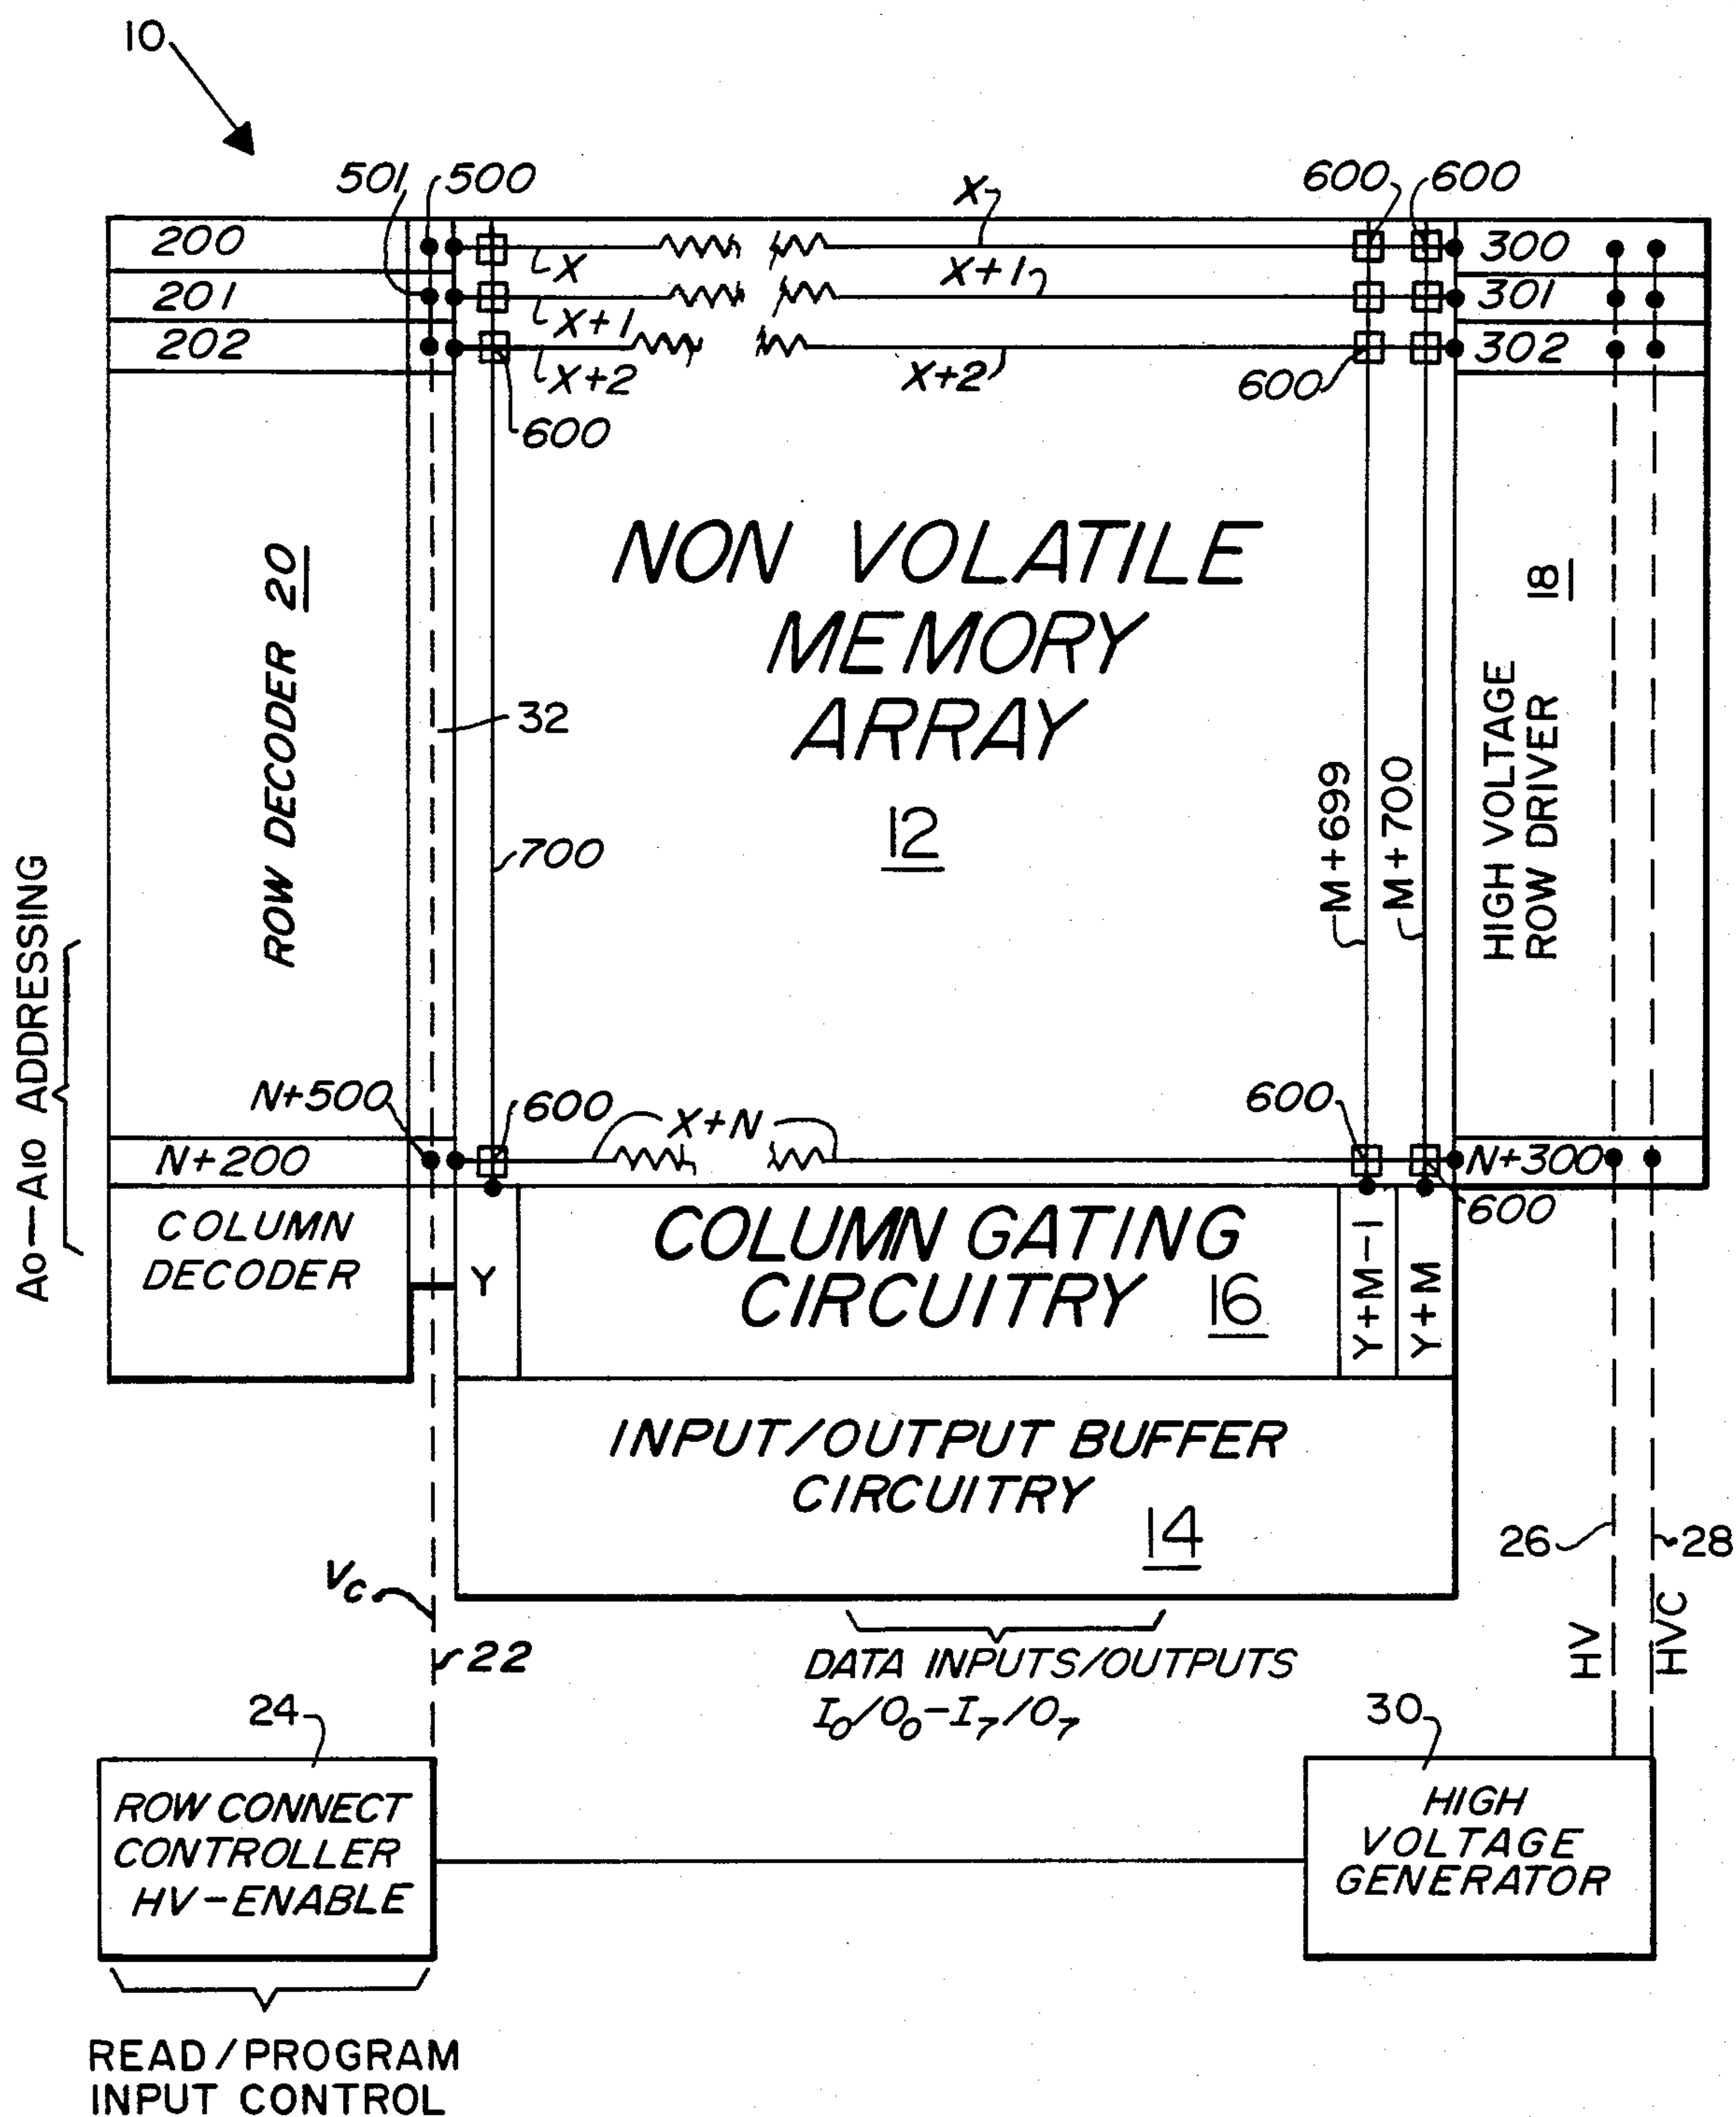 10
501 500
X
600 600
200
X
X+1
300
201
X+1
301
202
X+2
X+2
600
302
600
NON VOLATILE
MEMORY
ARRAY
12
ROW DECODER 20
32
700
M+699
M+700
HIGH VOLTAGE
ROW DRIVER
18
A0—A10 ADDRESSING
N+500
600
X+N
600
N+200
N+300
600
COLUMN
DECODER
Y
COLUMN GATING
CIRCUITRY 16
Y+M-1
Y+M
INPUT/OUTPUT BUFFER
CIRCUITRY
14
Vc
22
26
28
HV
HVC
DATA INPUTS/OUTPUTS
I0/O0-I7/O7
24
30
ROW CONNECT
CONTROLLER
HV-ENABLE
HIGH
VOLTAGE
GENERATOR
READ/PROGRAM
INPUT CONTROL